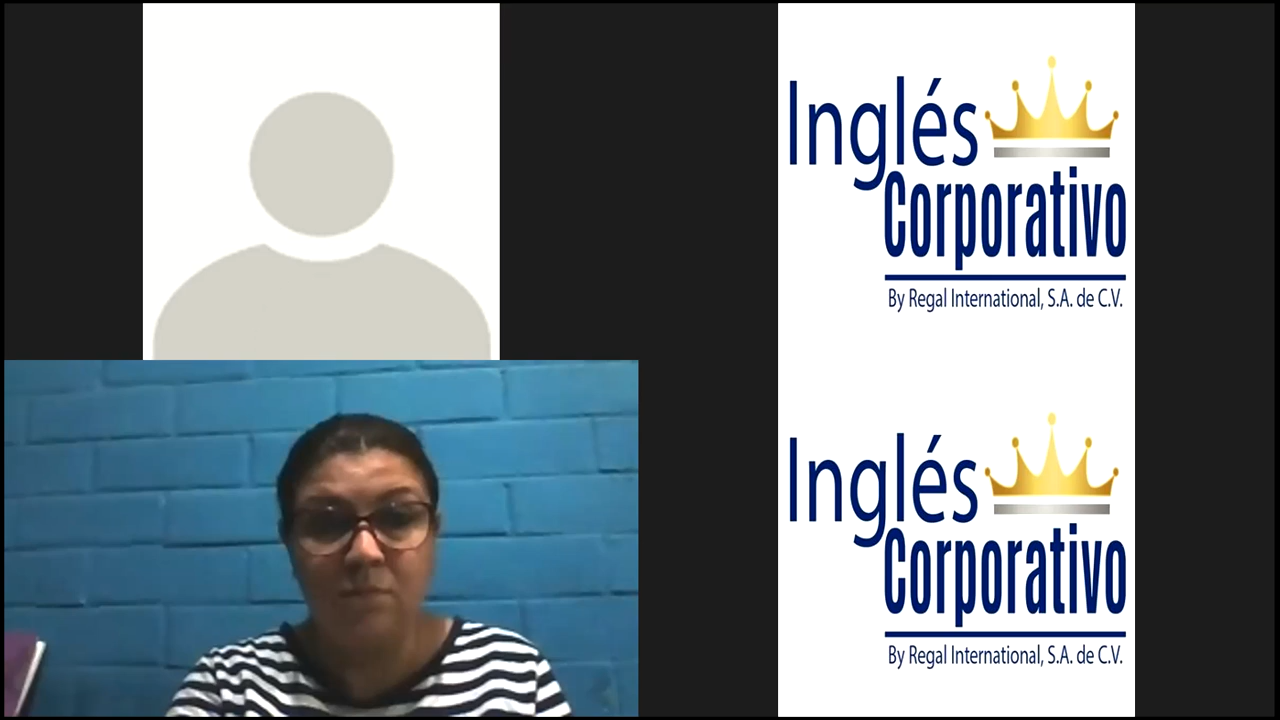 Inglés
Corporativo
By Regal International, S.A. de C.V.
Inglés
Corporativo
By Regal International, S.A. de C.V.